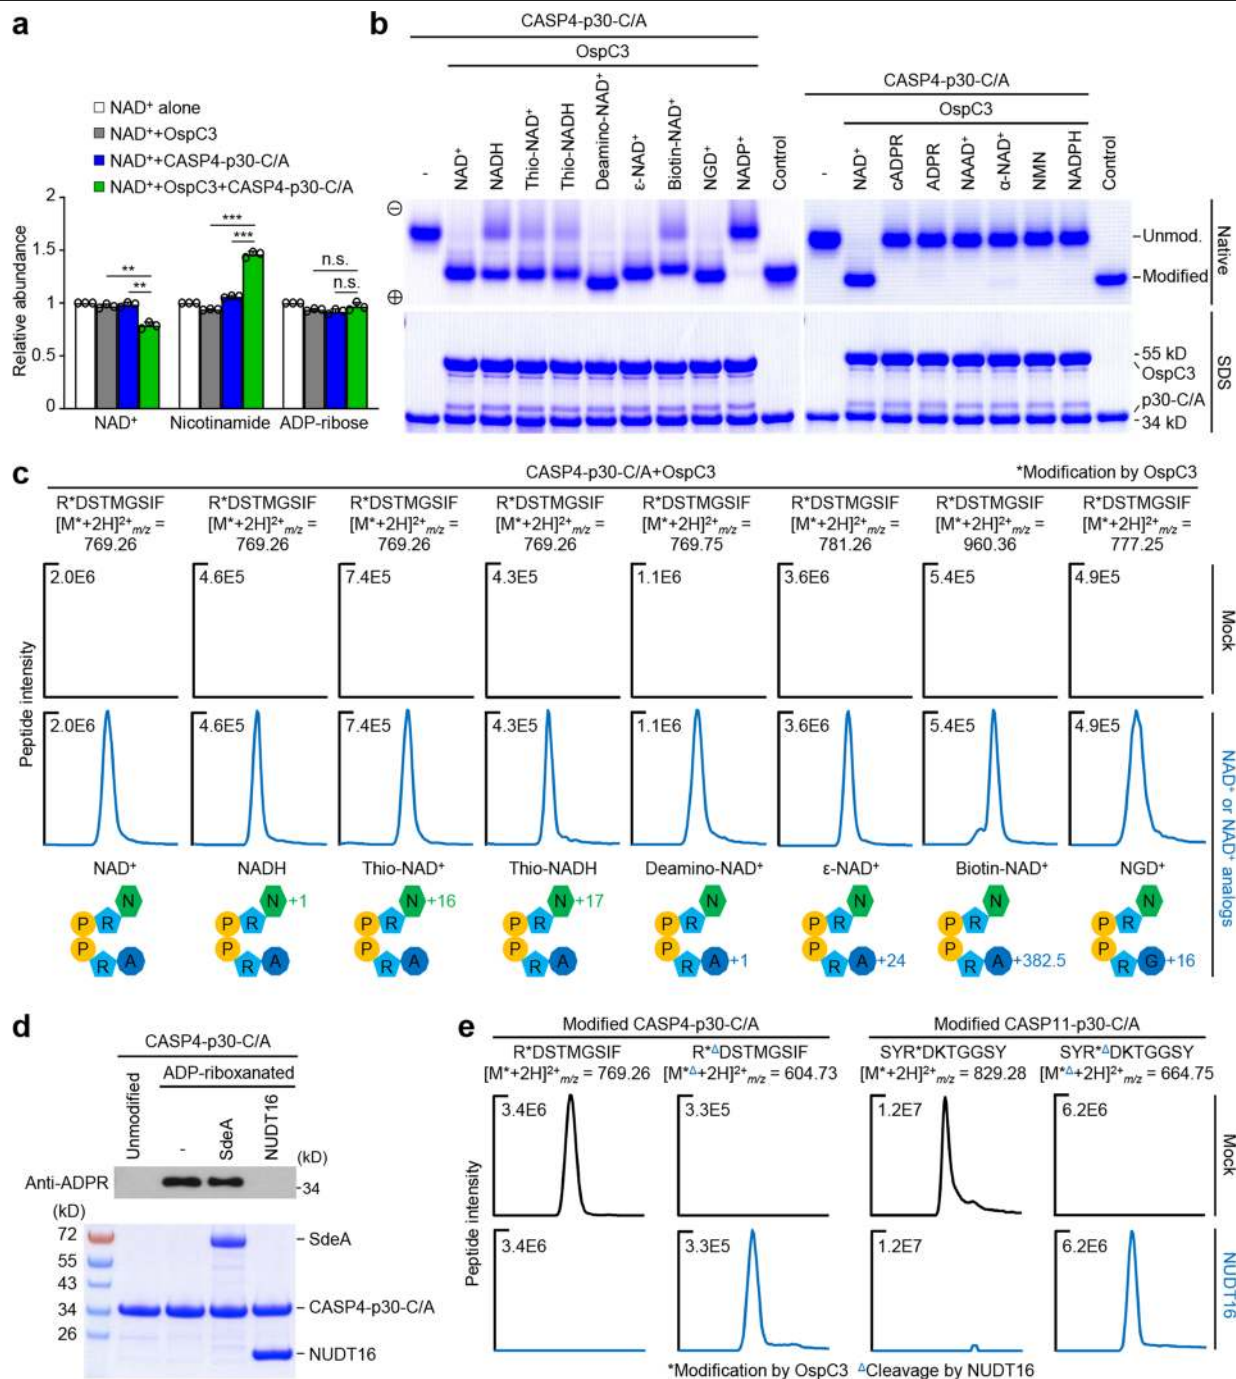 a
NAD⁺ alone
NAD⁺+OspC3
NAD⁺+CASP4-p30-C/A
NAD⁺+OspC3+CASP4-p30-C/A
Relative abundance
2
1.5
1
0.5
0
*** 
***
**
**
n.s.
n.s.
NAD⁺ Nicotinamide ADP-ribose
b
CASP4-p30-C/A
OspC3
- NAD⁺ NADH Thio-NAD⁺ Thio-NADH Deamino-NAD⁺ ε-NAD⁺ Biotin-NAD⁺ NGD⁺ NADP⁺ Control
CASP4-p30-C/A
OspC3
- NAD⁺ cADPR ADPR NAAD⁺ α-NAD⁺ NMN NADPH Control
⊖
⊕
Unmod.
Modified
Native
55 kD
OspC3
p30-C/A
34 kD
SDS
c
CASP4-p30-C/A+OspC3 *Modification by OspC3
R*DSTMGSIF R*DSTMGSIF R*DSTMGSIF R*DSTMGSIF R*DSTMGSIF R*DSTMGSIF R*DSTMGSIF R*DSTMGSIF
[M*+2H]²⁺m/z = [M*+2H]²⁺m/z = [M*+2H]²⁺m/z = [M*+2H]²⁺m/z = [M*+2H]²⁺m/z = [M*+2H]²⁺m/z = [M*+2H]²⁺m/z = [M*+2H]²⁺m/z =
769.26 769.26 769.26 769.26 769.75 781.26 960.36 777.25
2.0E6 4.6E5 7.4E5 4.3E5 1.1E6 3.6E6 5.4E5 4.9E5
Mock
Peptide intensity
2.0E6 4.6E5 7.4E5 4.3E5 1.1E6 3.6E6 5.4E5 4.9E5
NAD⁺ or NAD⁺ analogs
NAD⁺ NADH Thio-NAD⁺ Thio-NADH Deamino-NAD⁺ ε-NAD⁺ Biotin-NAD⁺ NGD⁺
N N+1 N+16 N+17 N N N N
P R P R P R P R P R P R P R P R
P P P P P P P P
R A R A R A R A R A+1 R A+24 R A+382.5 R G+16
d
CASP4-p30-C/A
ADP-riboxanated
Unmodified - SdeA NUDT16
(kD)
Anti-ADPR
34
(kD)
72
55
43
34
26
SdeA
CASP4-p30-C/A
NUDT16
e
Modified CASP4-p30-C/A Modified CASP11-p30-C/A
R*DSTMGSIF R*ᐞDSTMGSIF SYR*DKTGGSY SYR*ᐞDKTGGSY
[M*+2H]²⁺m/z = 769.26 [M*ᐞ+2H]²⁺m/z = 604.73 [M*+2H]²⁺m/z = 829.28 [M*ᐞ+2H]²⁺m/z = 664.75
3.4E6 3.3E5 1.2E7 6.2E6
Mock
Peptide intensity
3.4E6 3.3E5 1.2E7 6.2E6
NUDT16
*Modification by OspC3 ᐞCleavage by NUDT16